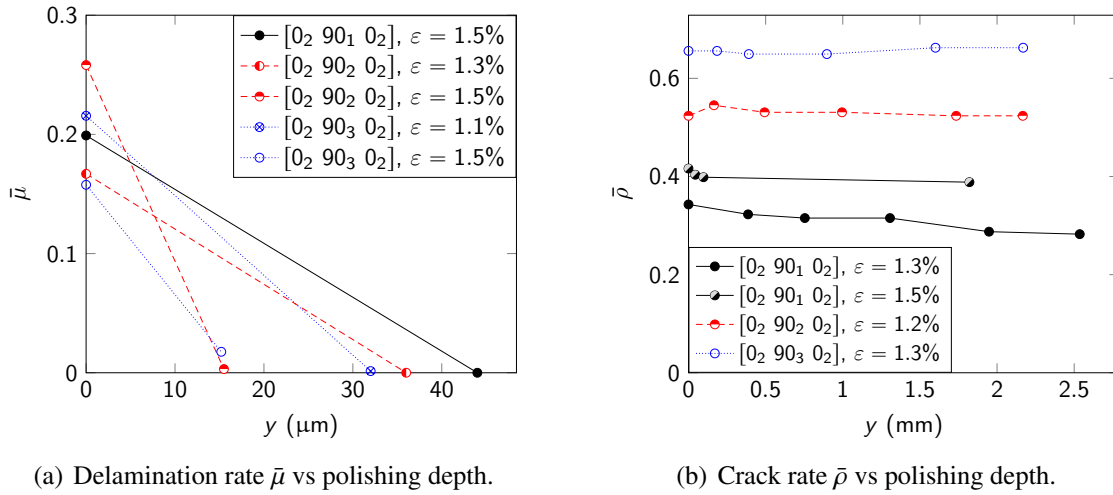 0.3
0.2
0.1
0
0
10
20
30
40
μ̄
y (μm)
[0₂ 90₁ 0₂], ε = 1.5%
[0₂ 90₂ 0₂], ε = 1.3%
[0₂ 90₂ 0₂], ε = 1.5%
[0₂ 90₃ 0₂], ε = 1.1%
[0₂ 90₃ 0₂], ε = 1.5%
(a) Delamination rate μ̄ vs polishing depth.
0.6
0.4
0.2
0
0
0.5
1
1.5
2
2.5
ρ̄
y (mm)
[0₂ 90₁ 0₂], ε = 1.3%
[0₂ 90₁ 0₂], ε = 1.5%
[0₂ 90₂ 0₂], ε = 1.2%
[0₂ 90₃ 0₂], ε = 1.3%
(b) Crack rate ρ̄ vs polishing depth.